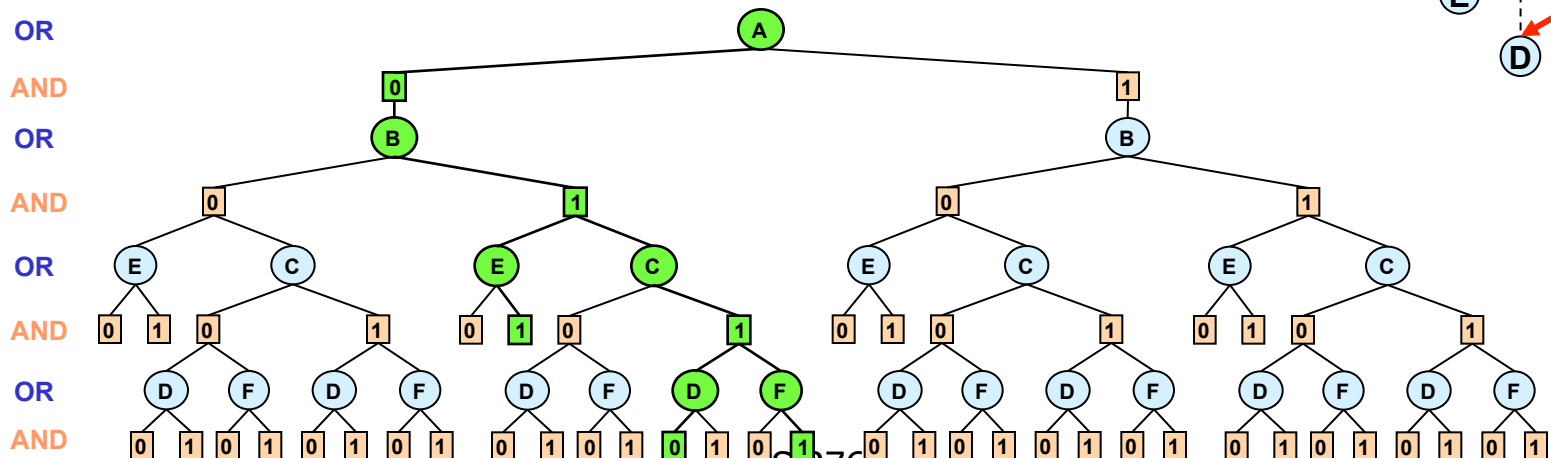 OR A
D
AND 0 1
OR B B
AND 0 1 0 1
OR E C E C E C E C
AND 0 1 0 1 0 1 0 1 0 1 0 1 0 1 0 1
OR D F D F D F D F D F D F D F D F
AND 0 1 0 1 0 1 0 1 0 1 0 1 0 1 0 1 0 1 0 1 0 1 0 1 0 1 0 1 0 1 0 1